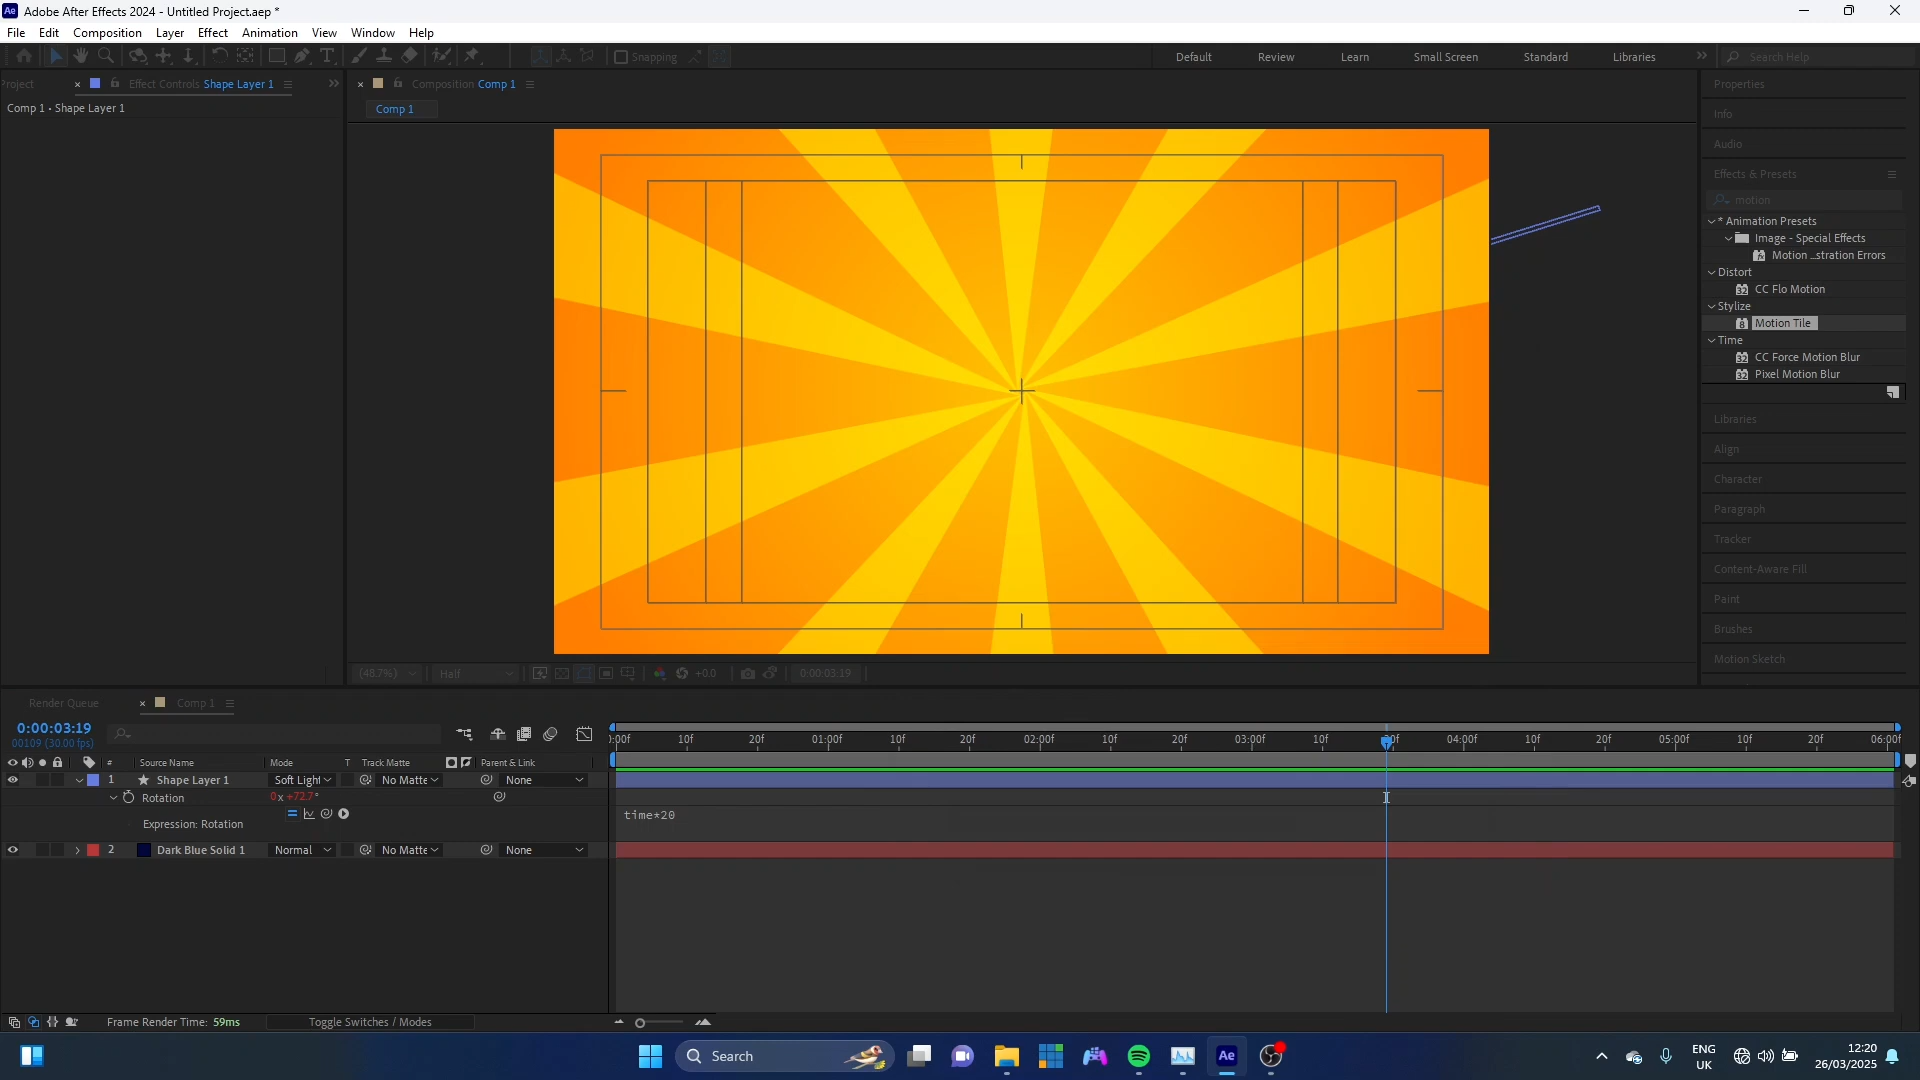 Adobe After Effects 2024 - Untitled Project.aep *
File Edit Composition Layer Effect Animation View Window Help
Snapping
Default Review Learn Small Screen Standard Libraries
Search Help
roject
Effect Controls Shape Layer 1
Comp 1 • Shape Layer 1
Composition Comp 1
Comp 1
Properties
Info
Audio
Effects & Presets
motion
* Animation Presets
Image - Special Effects
Motion ...stration Errors
Distort
CC Flo Motion
Stylize
Motion Tile
Time
CC Force Motion Blur
Pixel Motion Blur
Libraries
Align
Character
Paragraph
Tracker
Content-Aware Fill
Paint
Brushes
Motion Sketch
(48.7%) Half +0.0 0:00:03:19
Render Queue
Comp 1
0:00:03:19
00109 (30.00 fps)
):00f 10f 20f 01:00f 10f 20f 02:00f 10f 20f 03:00f 10f 20f 04:00f 10f 20f 05:00f 10f 20f 06:00f
# Source Name Mode T Track Matte Parent & Link
1 Shape Layer 1 Soft Light No Matte None
Rotation 0x+72.7°
Expression: Rotation
time*20
2 Dark Blue Solid 1 Normal No Matte None
Frame Render Time: 59ms
Toggle Switches / Modes
Search
Ae
ENG
UK
12:20
26/03/2025